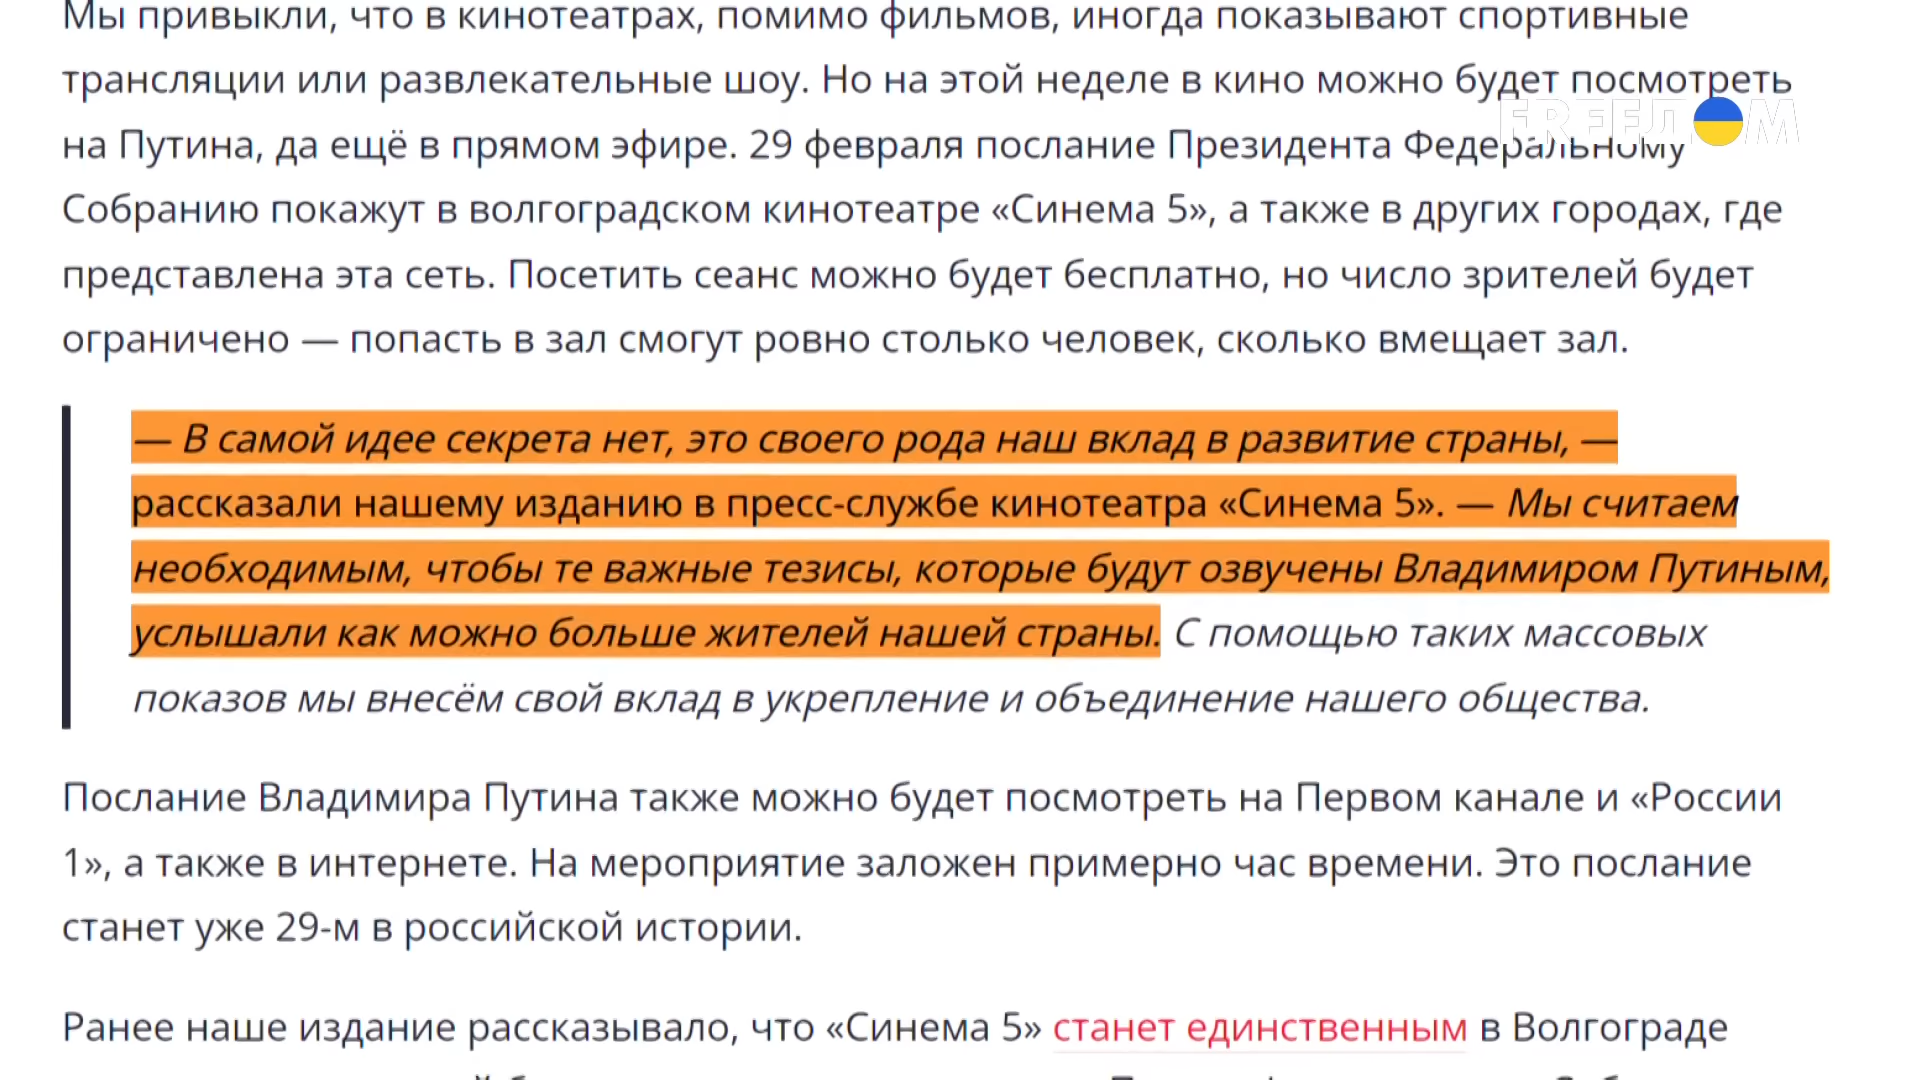 Мы привыкли, что в кинотеатрах, помимо фильмов, иногда показывают спортивные
трансляции или развлекательные шоу. Но на этой неделе в кино можно будет посмотреть
FREEДOM
на Путина, да ещё в прямом эфире. 29 февраля послание Президента Федеральному
Собранию покажут в волгоградском кинотеатре «Синема 5», а также в других городах, где
представлена эта сеть. Посетить сеанс можно будет бесплатно, но число зрителей будет
ограничено — попасть в зал смогут ровно столько человек, сколько вмещает зал.
— В самой идее секрета нет, это своего рода наш вклад в развитие страны, —
рассказали нашему изданию в пресс-службе кинотеатра «Синема 5». — Мы считаем
необходимым, чтобы те важные тезисы, которые будут озвучены Владимиром Путиным,
услышали как можно больше жителей нашей страны. С помощью таких массовых
показов мы внесём свой вклад в укрепление и объединение нашего общества.
Послание Владимира Путина также можно будет посмотреть на Первом канале и «России
1», а также в интернете. На мероприятие заложен примерно час времени. Это послание
станет уже 29-м в российской истории.
Ранее наше издание рассказывало, что «Синема 5» станет единственным в Волгограде